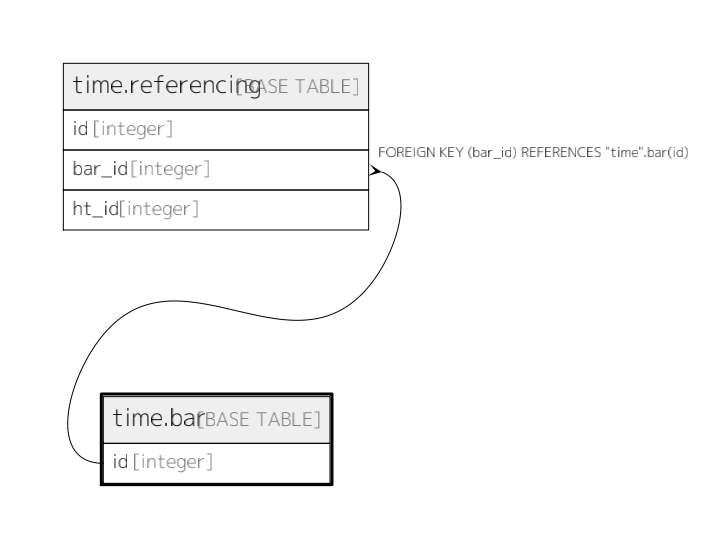 time.referencing [BASE TABLE]
id [integer]
bar_id [integer]
FOREIGN KEY (bar_id) REFERENCES "time".bar(id)
ht_id [integer]
time.bar [BASE TABLE]
id [integer]